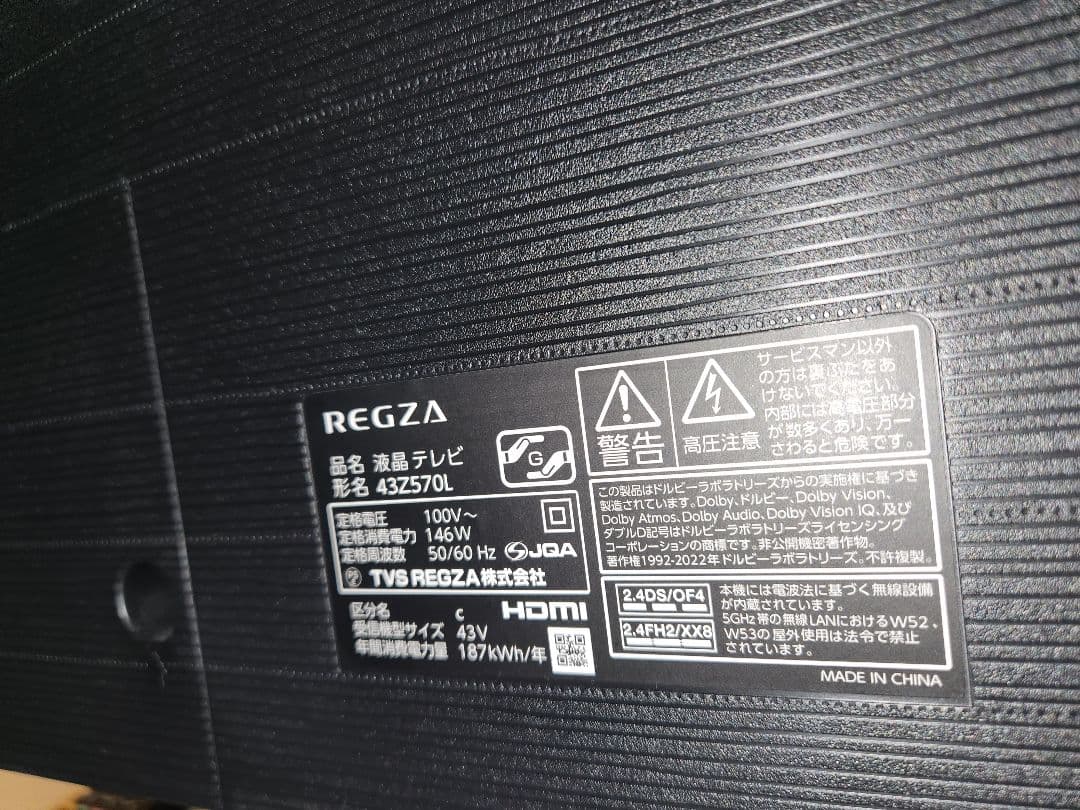 REGZA
品名 液晶テレビ
形名 43Z570L
G
定格電圧 100V～
定格消費電力 146W
定格周波数 50/60 Hz
JQA
TVS REGZA株式会社
区分名 c
受信機型サイズ 43V
年間消費電力量 187kWh/年
HDMI
警告
高圧注意
サービスマン以外
の方は裏ぶたをあ
けないでください。
内部には高電圧部分
が数多くあり、万一
さわると危険です。
この製品はドルビーラボラトリーズからの実施権に基づき
製造されています。Dolby、ドルビー、Dolby Vision、
Dolby Atmos、Dolby Audio、Dolby Vision IQ、及び
ダブルD記号はドルビーラボラトリーズライセンシング
コーポレーションの商標です。非公開機密著作物。
著作権1992-2022年ドルビーラボラトリーズ。不許複製。
2.4DS/OF4
2.4FH2/XX8
本機には電波法に基づく無線設備
が内蔵されています。
5GHz 帯の無線LANにおけるW52、
W53の屋外使用は法令で禁止
されています。
MADE IN CHINA